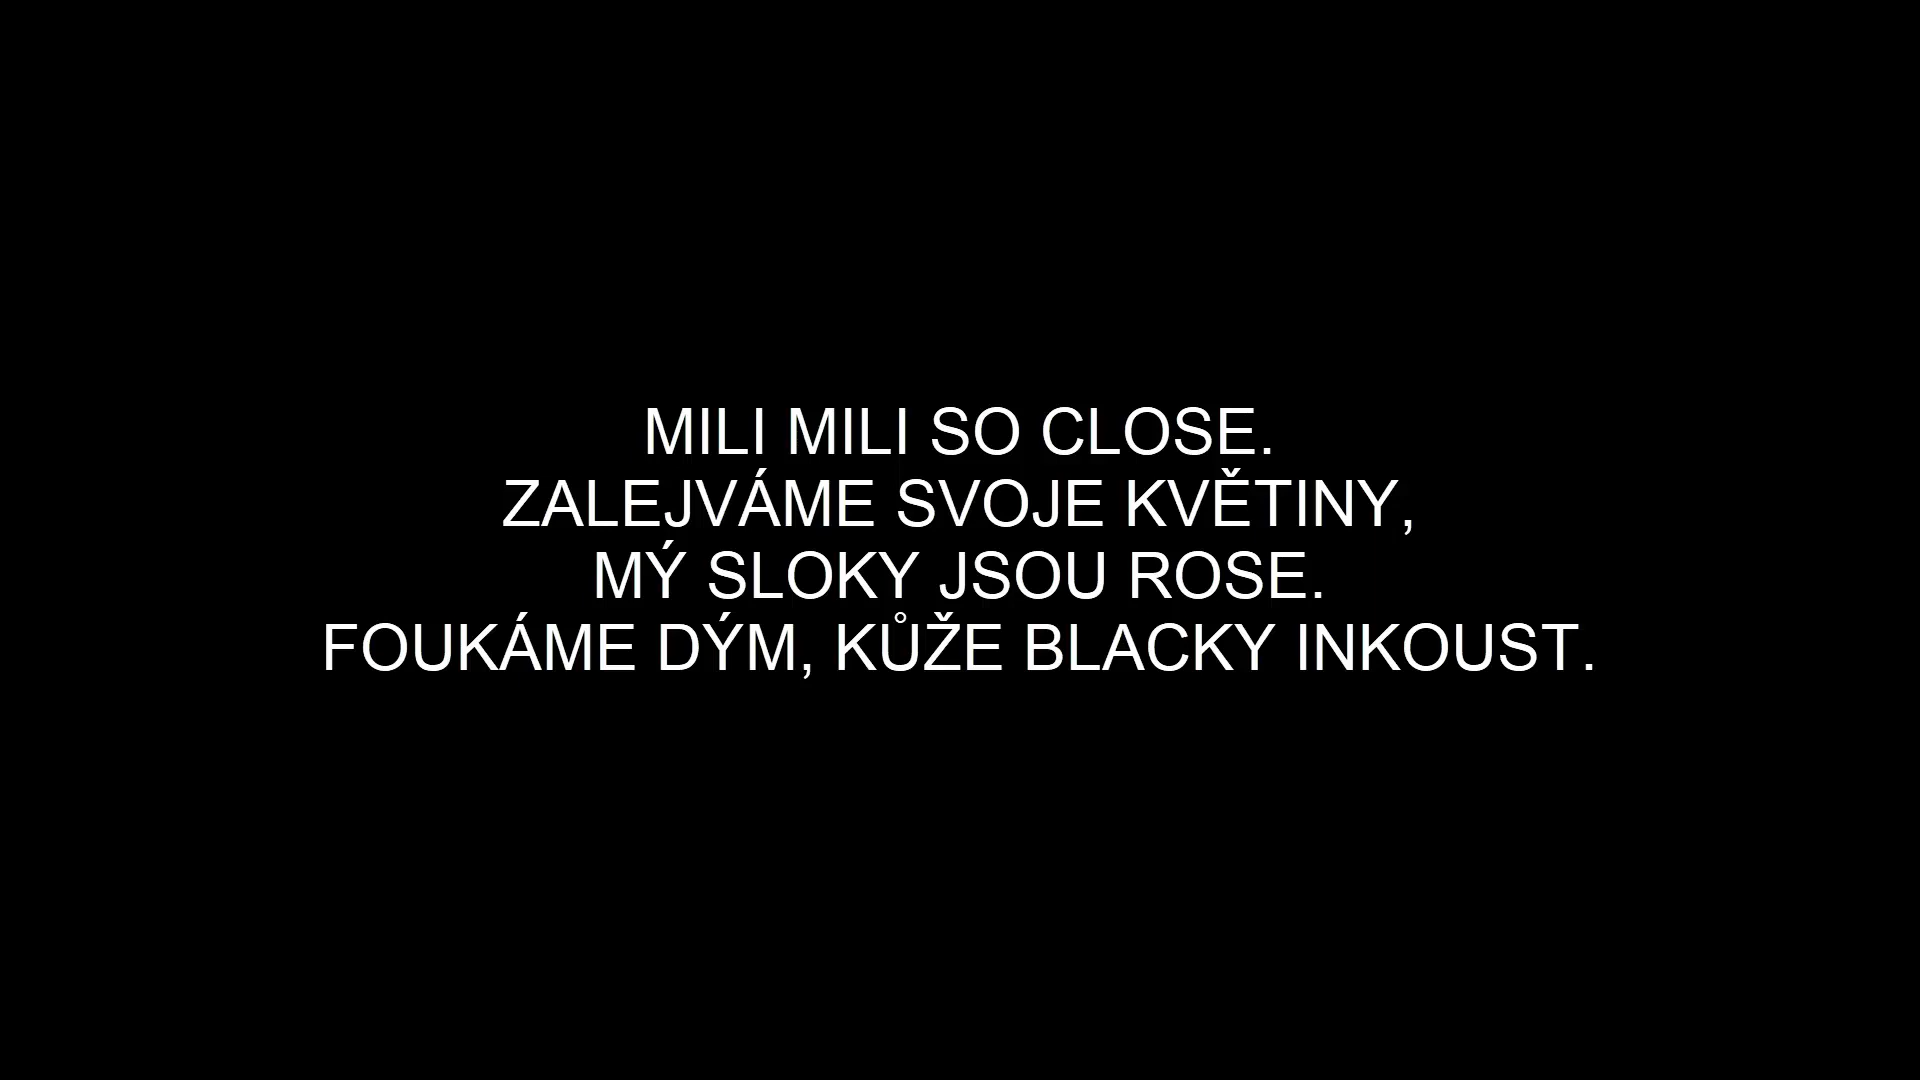 MILI MILI SO CLOSE.
ZALEJVÁME SVOJE KVĚTINY,
MÝ SLOKY JSOU ROSE.
FOUKÁME DÝM, KŮŽE BLACKY INKOUST.